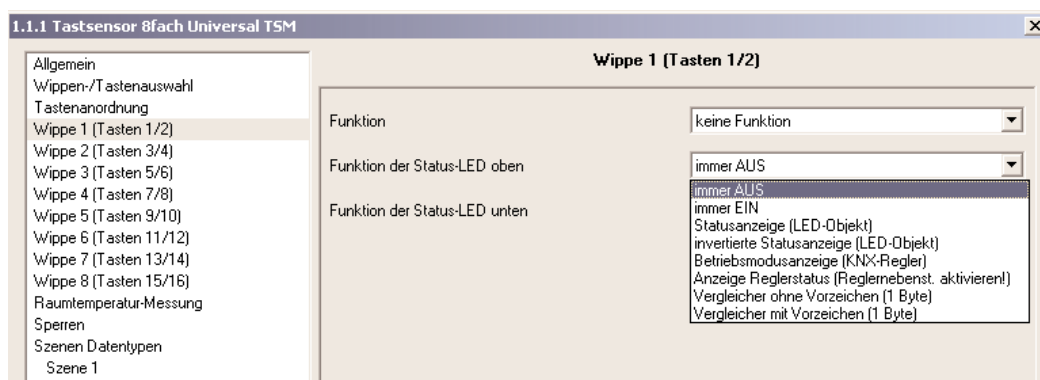 1.1.1 Tastsensor 8fach Universal TSM
Allgemein
Wippen-/Tastenauswahl
Tastenanordnung
Wippe 1 (Tasten 1/2)
Wippe 2 (Tasten 3/4)
Wippe 3 (Tasten 5/6)
Wippe 4 (Tasten 7/8)
Wippe 5 (Tasten 9/10)
Wippe 6 (Tasten 11/12)
Wippe 7 (Tasten 13/14)
Wippe 8 (Tasten 15/16)
Raumtemperatur-Messung
Sperren
Szenen Datentypen
Szene 1
Wippe 1 (Tasten 1/2)
Funktion
keine Funktion
Funktion der Status-LED oben
immer AUS
immer AUS
immer EIN
Statusanzeige (LED-Objekt)
invertierte Statusanzeige (LED-Objekt)
Betriebsmodusanzeige (KNX-Regler)
Anzeige Reglerstatus (Reglernebenst. aktivieren!)
Vergleicher ohne Vorzeichen (1 Byte)
Vergleicher mit Vorzeichen (1 Byte)
Funktion der Status-LED unten